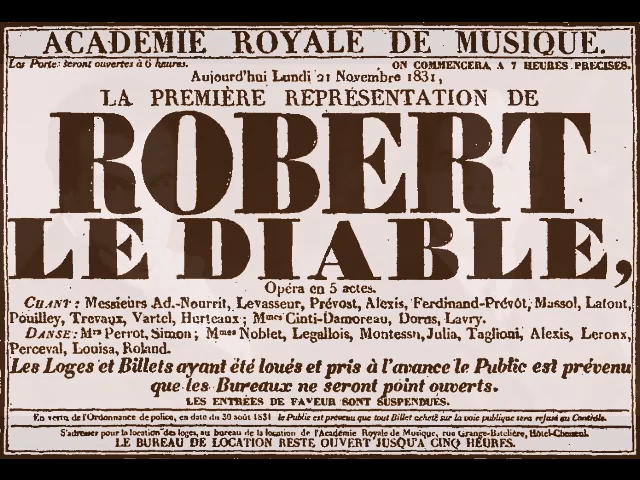 ACADEMIE ROYALE DE MUSIQUE.
Les Portes seront ouvertes à 6 heures. ON COMMENCERA A 7 HEURES PRÉCISES.
Aujourd'hui Lundi 21 Novembre 1831,
LA PREMIÈRE REPRÉSENTATION DE
ROBERT
LE DIABLE,
Opéra en 5 actes.
CHANT: Messieurs Ad.-Nourrit, Levasseur, Prévost, Alexis, Ferdinand-Prévôt, Massol, Lafont,
Pouilley, Trevaux, Vartel, Hurteaux; Mmes Cinti-Damoreau, Dorus, Lavry.
DANSE: Mrs Perrot, Simon; Mmes Noblet, Legallois, Montessu, Julia, Taglioni, Alexis, Leroux,
Perceval, Louisa, Roland.
Les Loges et Billets ayant été loués et pris à l'avance le Public est prévenu
que les Bureaux ne seront point ouverts.
LES ENTRÉES DE FAVEUR SONT SUSPENDUES.
En vertu de l'Ordonnance de police, en date du 30 août 1831 le Public est prévenu que tout Billet acheté sur la voie publique sera refusé au Contrôle.
S'adresser pour la location des loges, au bureau de la location de l'Académie Royale de Musique, rue Grange-Batelière, Hôtel-Choiseul.
LE BUREAU DE LOCATION RESTE OUVERT JUSQU'A CINQ HEURES.